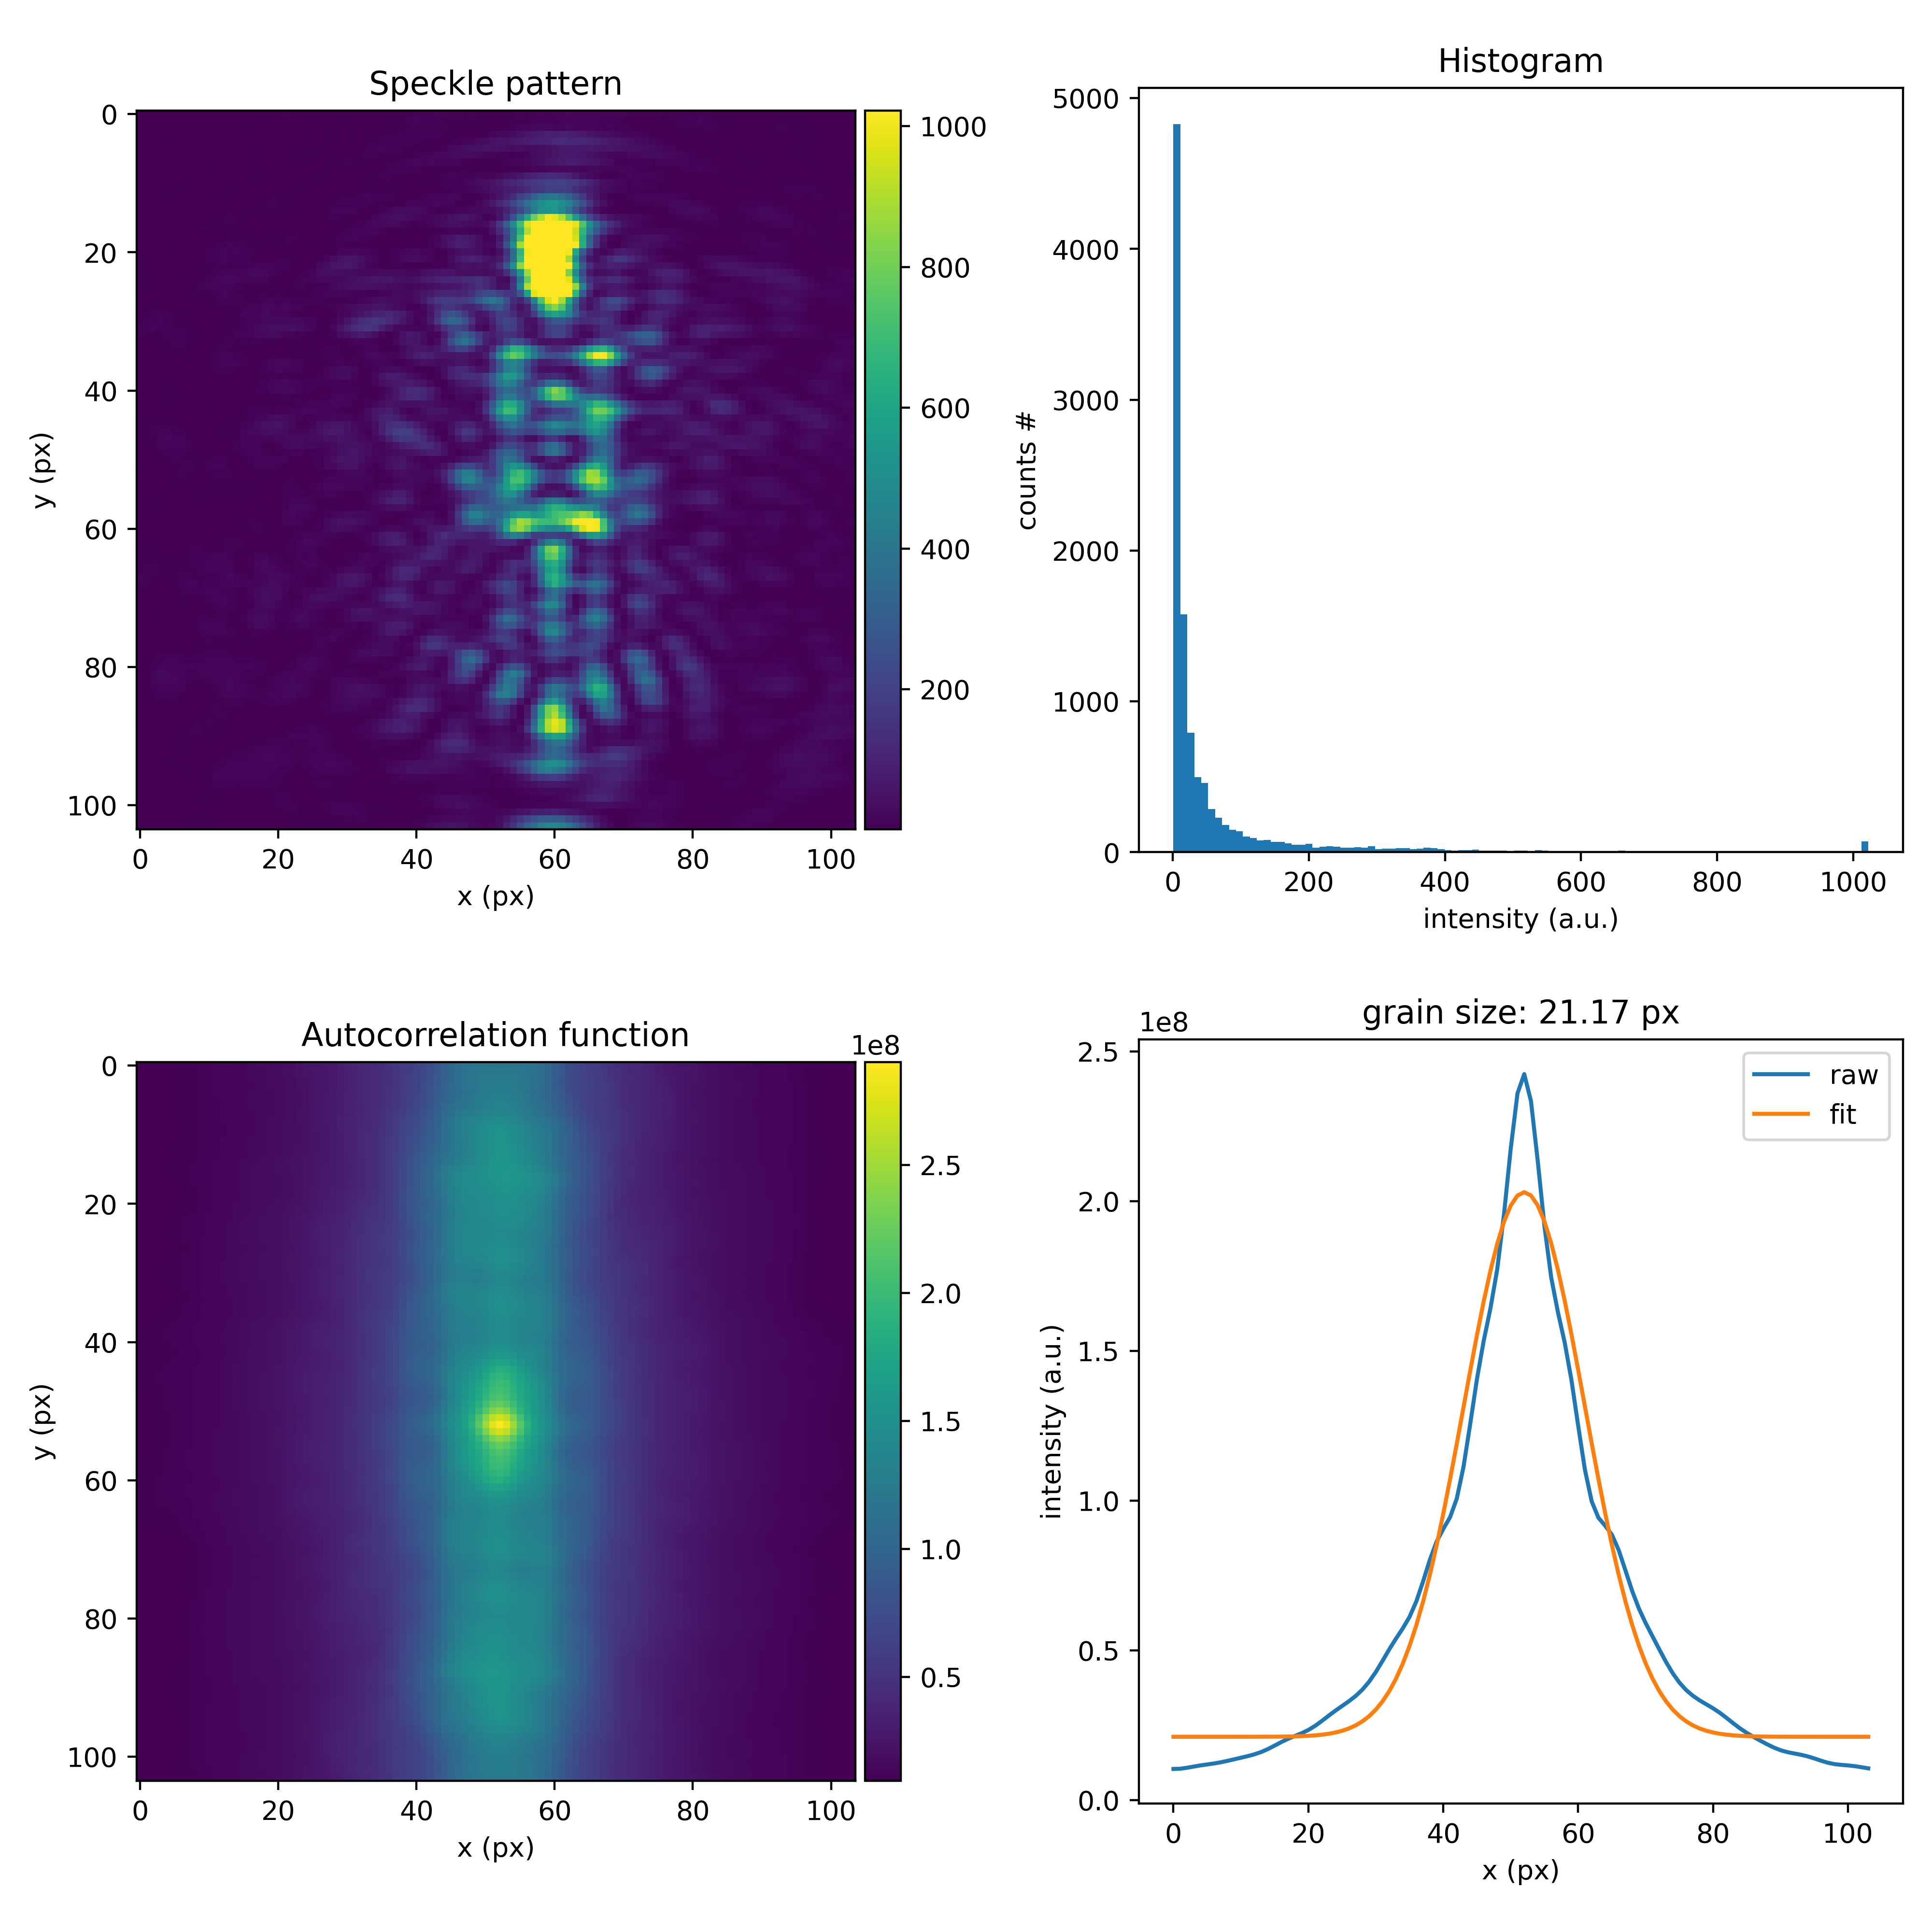 Speckle pattern
0
20
40
60
80
100
y (px)
0 20 40 60 80 100
x (px)
1000
800
600
400
200
Histogram
5000
4000
3000
2000
1000
0
counts #
0 200 400 600 800 1000
intensity (a.u.)
Autocorrelation function
1e8
0
20
40
60
80
100
y (px)
0 20 40 60 80 100
x (px)
2.5
2.0
1.5
1.0
0.5
grain size: 21.17 px
1e8
2.5
2.0
1.5
1.0
0.5
0.0
intensity (a.u.)
raw
fit
0 20 40 60 80 100
x (px)